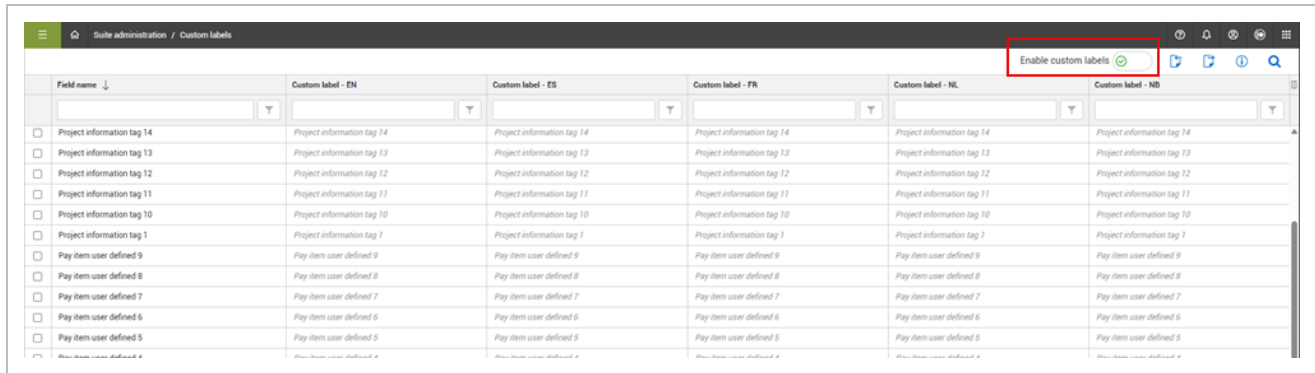 Suite administration / Custom labels
Enable custom labels
Field name Custom label - EN Custom label - ES Custom label - FR Custom label - NL Custom label - NB
Project information tag 14 Project information tag 14 Project information tag 14 Project information tag 14 Project information tag 14 Project information tag 14
Project information tag 13 Project information tag 13 Project information tag 13 Project information tag 13 Project information tag 13 Project information tag 13
Project information tag 12 Project information tag 12 Project information tag 12 Project information tag 12 Project information tag 12 Project information tag 12
Project information tag 11 Project information tag 11 Project information tag 11 Project information tag 11 Project information tag 11 Project information tag 11
Project information tag 10 Project information tag 10 Project information tag 10 Project information tag 10 Project information tag 10 Project information tag 10
Project information tag 1 Project information tag 1 Project information tag 1 Project information tag 1 Project information tag 1 Project information tag 1
Pay item user defined 9 Pay item user defined 9 Pay item user defined 9 Pay item user defined 9 Pay item user defined 9 Pay item user defined 9
Pay item user defined 8 Pay item user defined 8 Pay item user defined 8 Pay item user defined 8 Pay item user defined 8 Pay item user defined 8
Pay item user defined 7 Pay item user defined 7 Pay item user defined 7 Pay item user defined 7 Pay item user defined 7 Pay item user defined 7
Pay item user defined 6 Pay item user defined 6 Pay item user defined 6 Pay item user defined 6 Pay item user defined 6 Pay item user defined 6
Pay item user defined 5 Pay item user defined 5 Pay item user defined 5 Pay item user defined 5 Pay item user defined 5 Pay item user defined 5